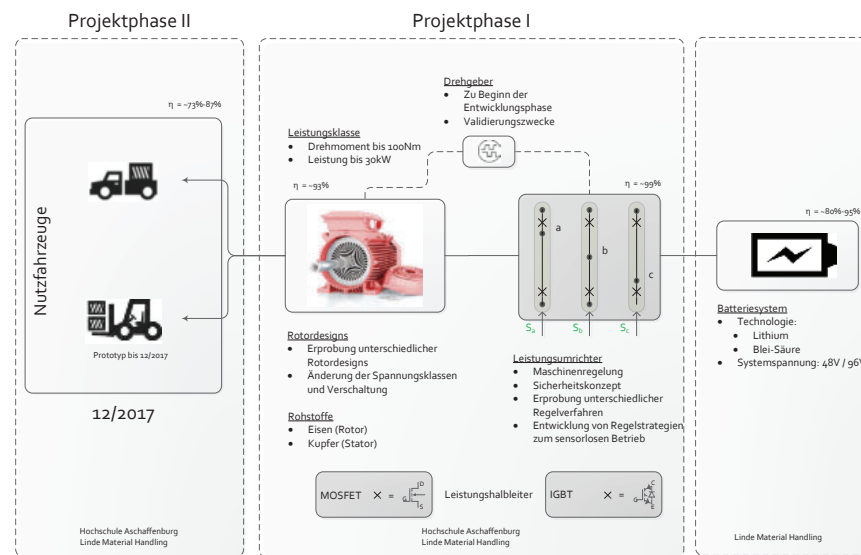 Projektphase II
Projektphase I
η = ~73%-87%
Nutzfahrzeuge
Prototyp bis 12/2017
12/2017
Hochschule Aschaffenburg
Linde Material Handling
Drehgeber
• Zu Beginn der
Entwicklungsphase
• Validierungszwecke
Leistungsklasse
• Drehmoment bis 100Nm
• Leistung bis 30kW
η = ~93%
η = ~99%
a
b
c
Sa
Sb
Sc
Rotordesigns
• Erprobung unterschiedlicher
Rotordesigns
• Änderung der Spannungsklassen
und Verschaltung
Rohstoffe
• Eisen (Rotor)
• Kupfer (Stator)
Leistungsumrichter
• Maschinenregelung
• Sicherheitskonzept
• Erprobung unterschiedlicher
Regelverfahren
• Entwicklung von Regelstrategien
zum sensorlosen Betrieb
MOSFET X = G D S
Leistungshalbleiter
IGBT X = G C E
Hochschule Aschaffenburg
Linde Material Handling
η = ~80%-95%
Batteriesystem
• Technologie:
• Lithium
• Blei-Säure
• Systemspannung: 48V / 96V
Linde Material Handling